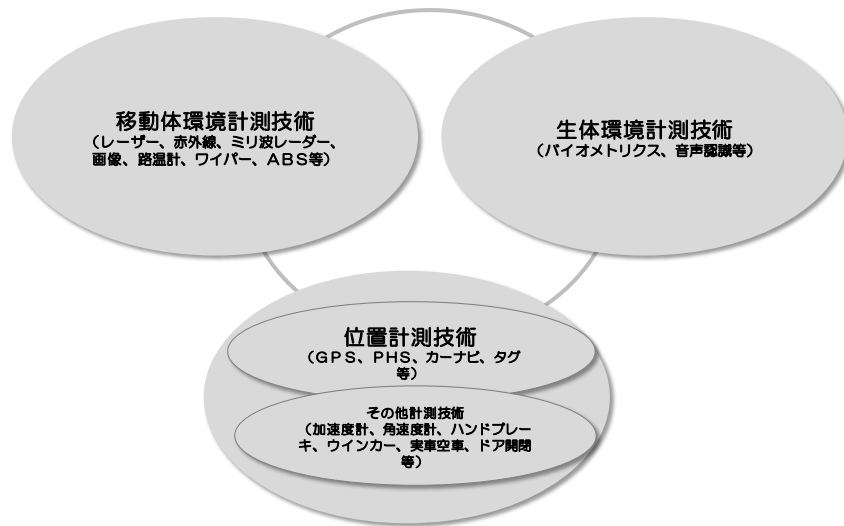 移動体環境計測技術
（レーザー、赤外線、ミリ波レーダー、
画像、路温計、ワイパー、ＡＢＳ等）
生体環境計測技術
（バイオメトリクス、音声認識等）
位置計測技術
（ＧＰＳ、ＰＨＳ、カーナビ、タグ
等）
その他計測技術
（加速度計、角速度計、ハンドブレー
キ、ウインカー、実車空車、ドア開閉
等）